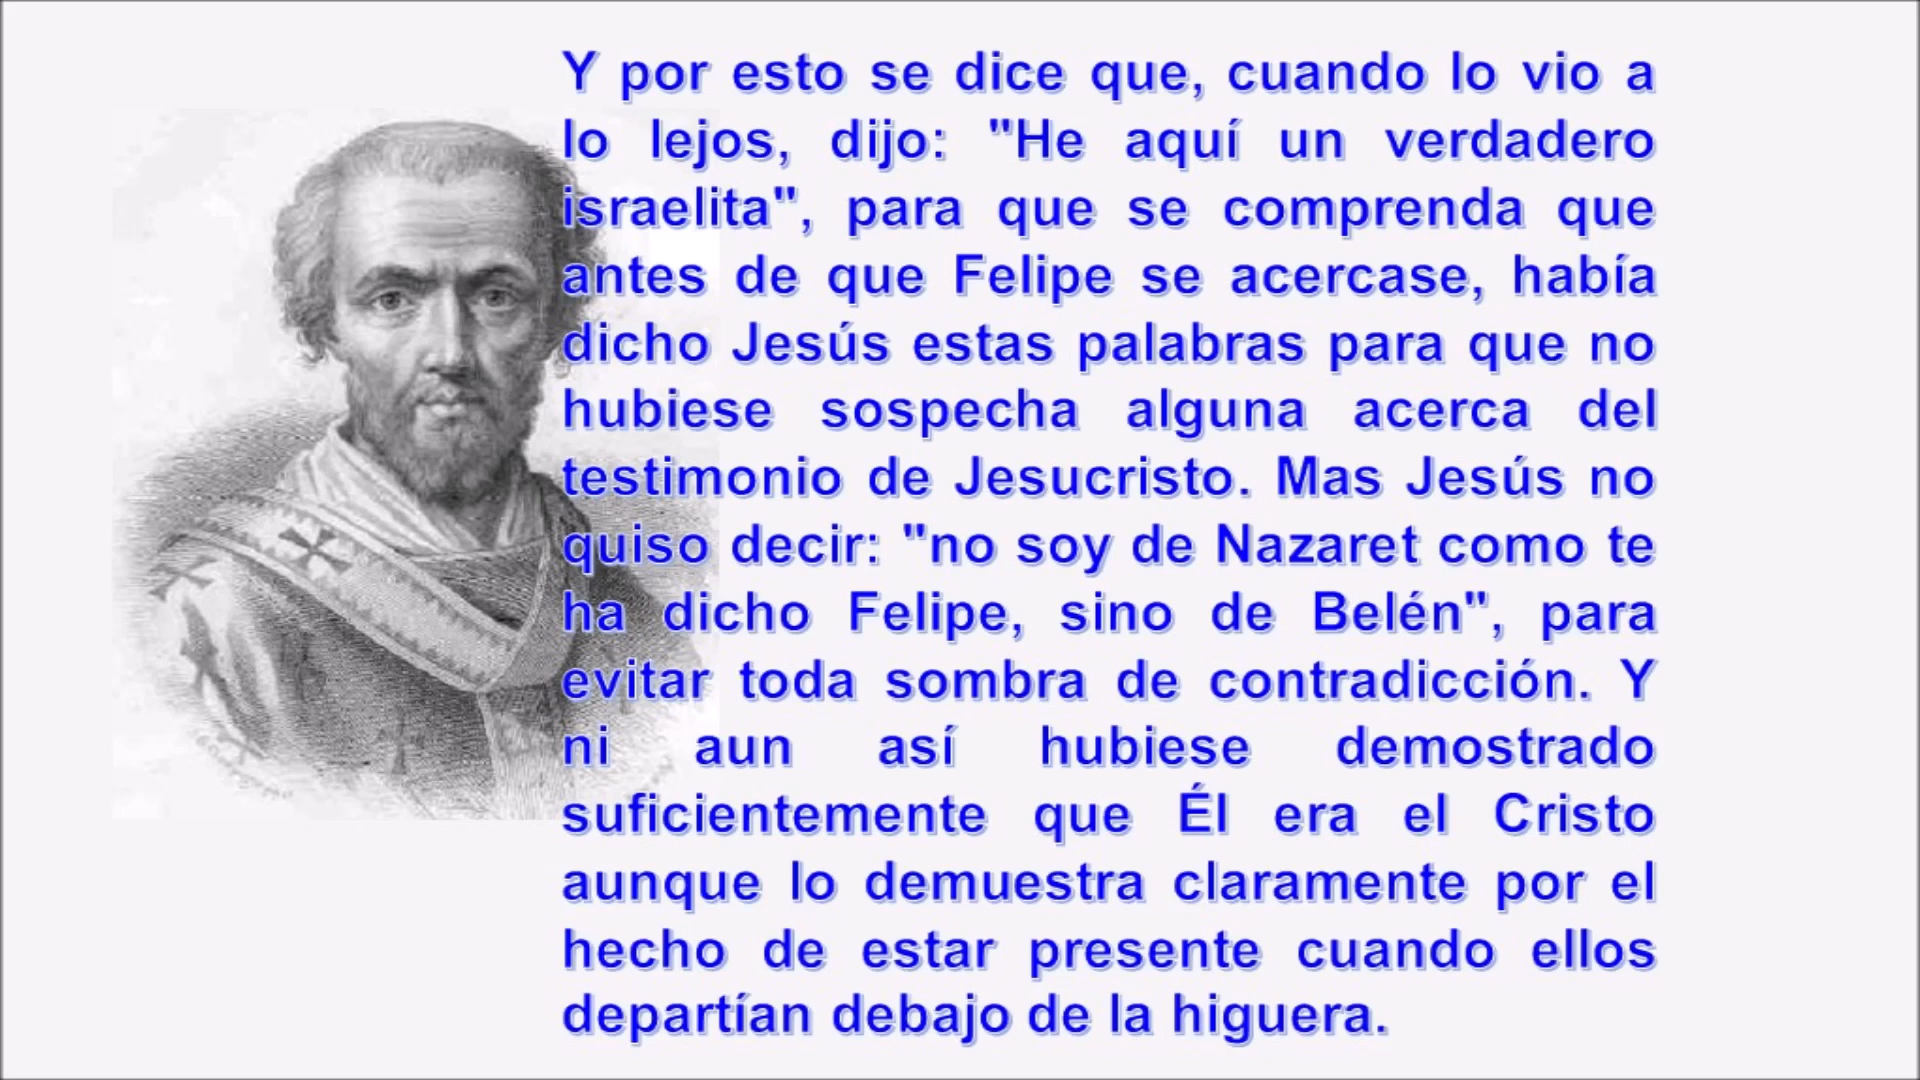 Y por esto se dice que, cuando lo vio a
lo lejos, dijo: "He aquí un verdadero
israelita", para que se comprenda que
antes de que Felipe se acercase, había
dicho Jesús estas palabras para que no
hubiese sospecha alguna acerca del
testimonio de Jesucristo. Mas Jesús no
quiso decir: "no soy de Nazaret como te
ha dicho Felipe, sino de Belén", para
evitar toda sombra de contradicción. Y
ni aun así hubiese demostrado
suficientemente que Él era el Cristo
aunque lo demuestra claramente por el
hecho de estar presente cuando ellos
departían debajo de la higuera.